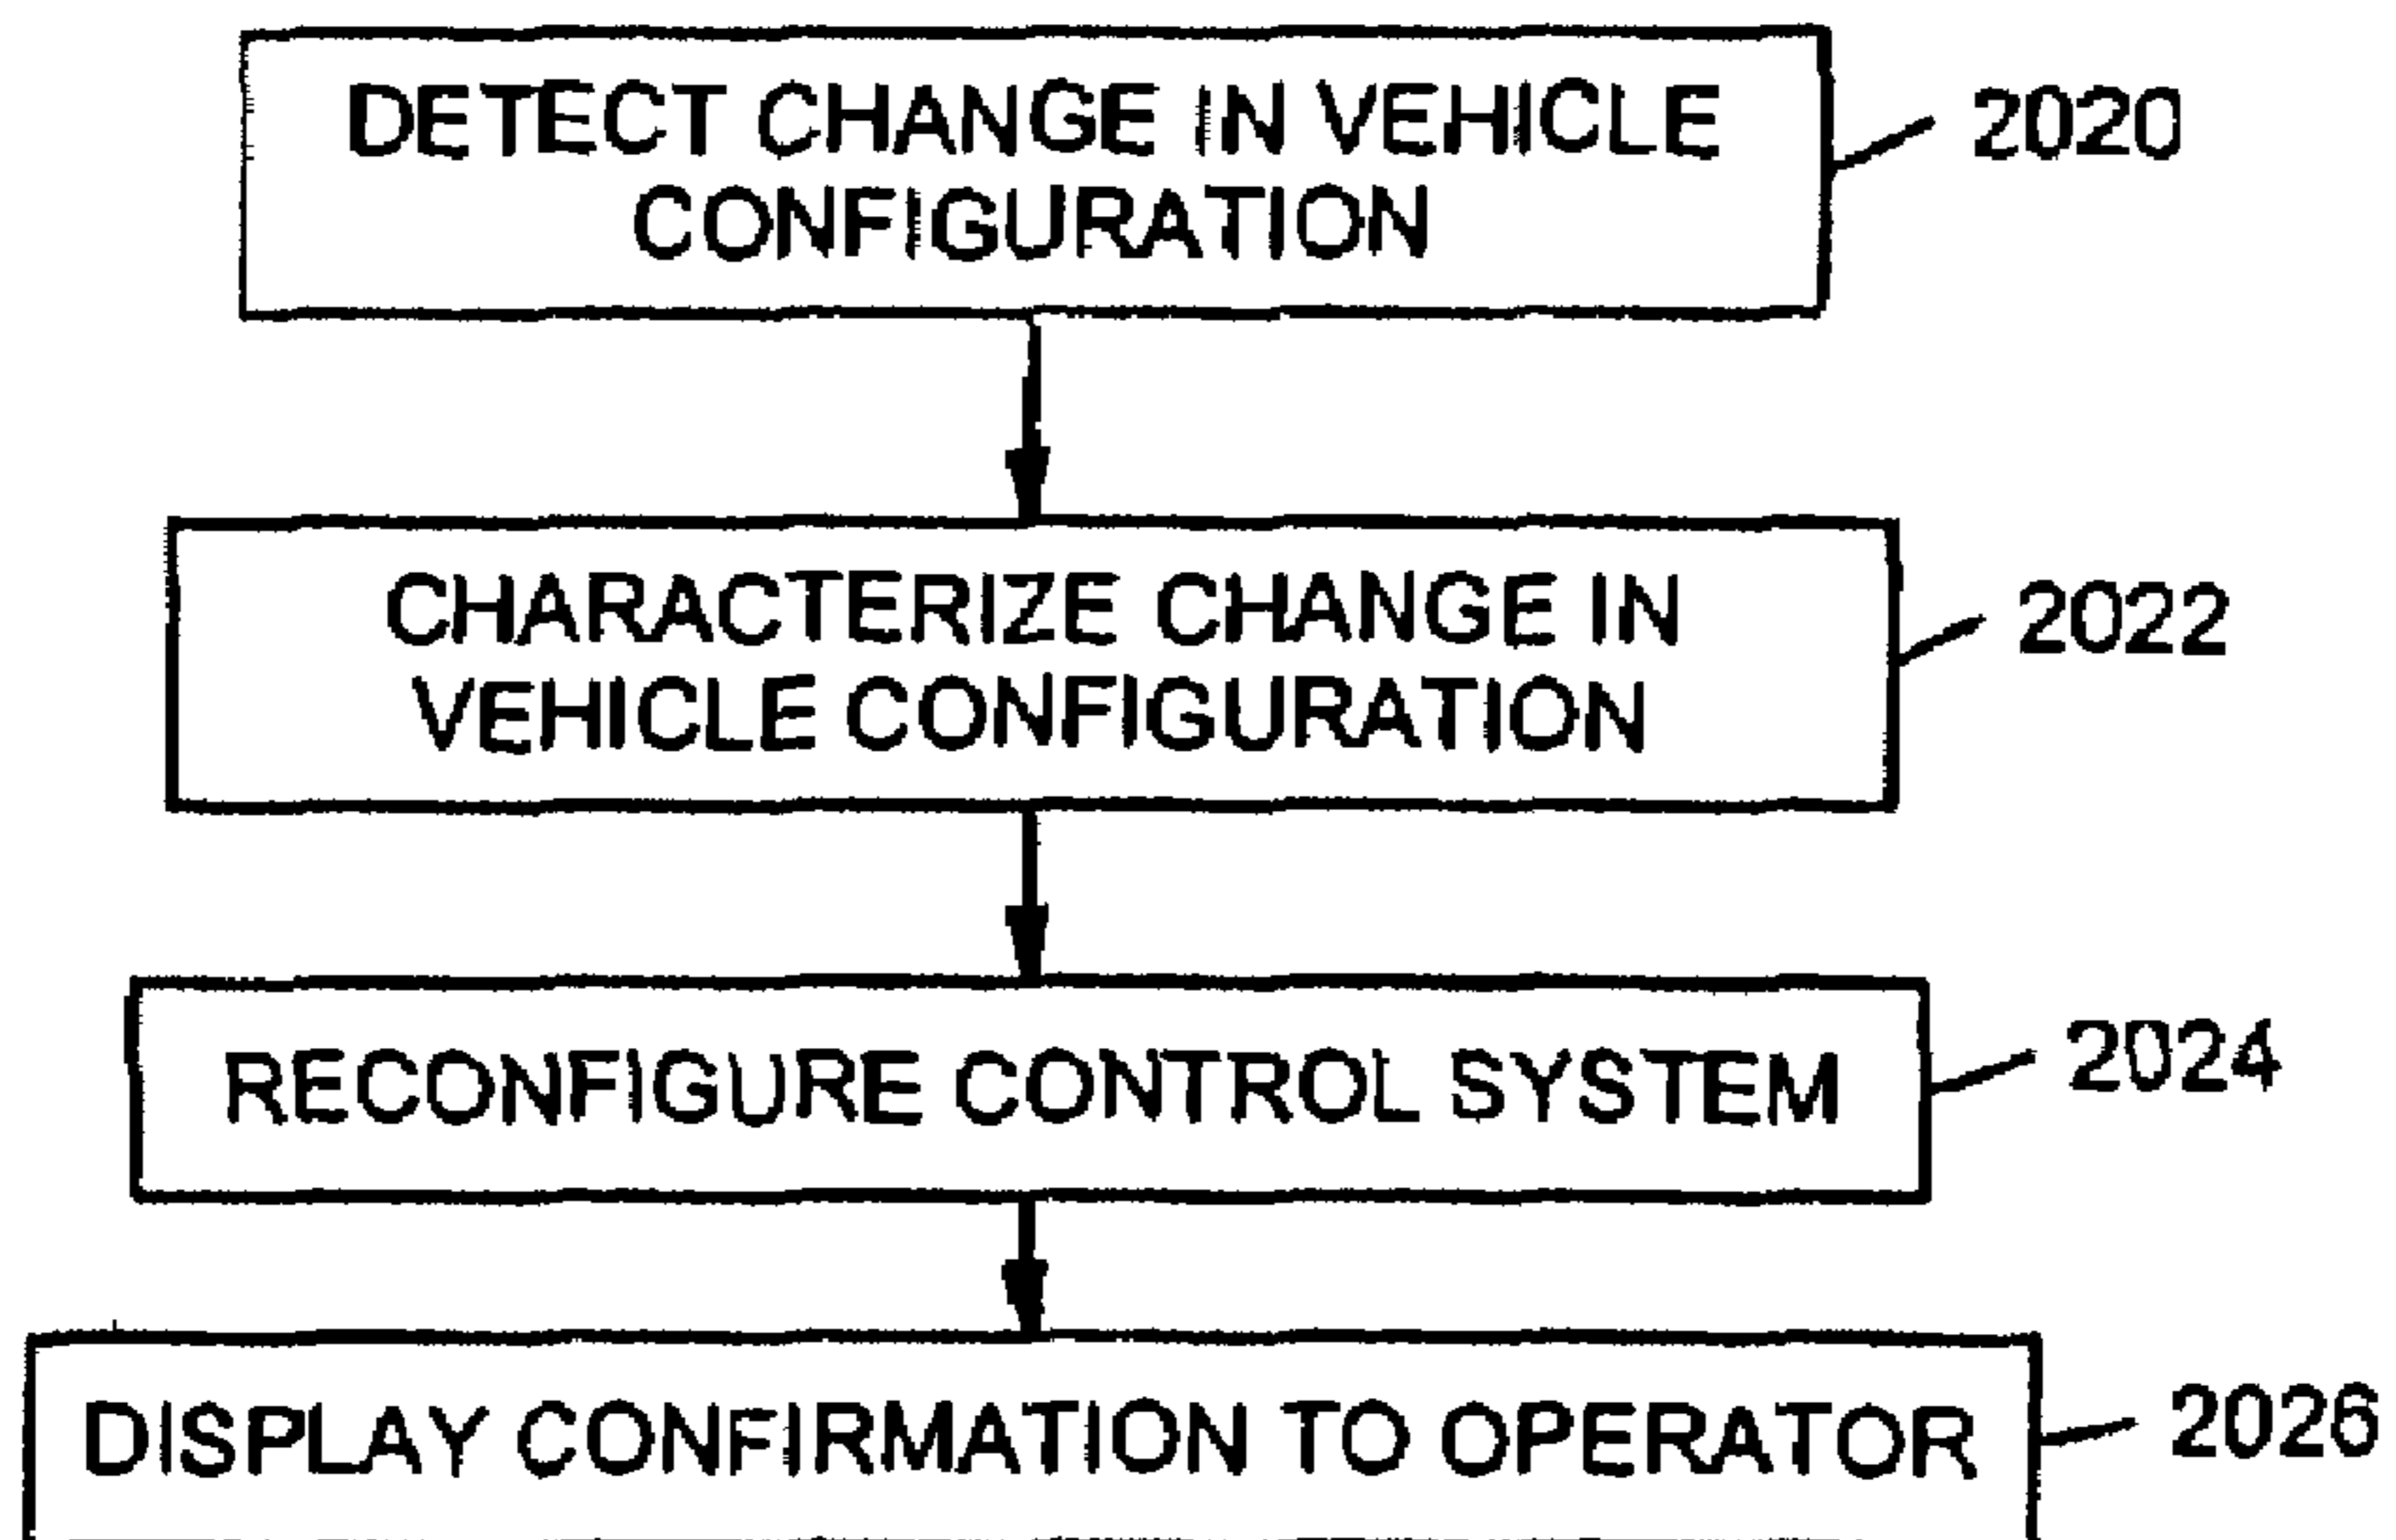 DETECT CHANGE IN VEHICLE
CONFIGURATION
2020
CHARACTERIZE CHANGE IN
VEHICLE CONFIGURATION
2022
RECONFIGURE CONTROL SYSTEM
2024
DISPLAY CONFIRMATION TO OPERATOR
2026